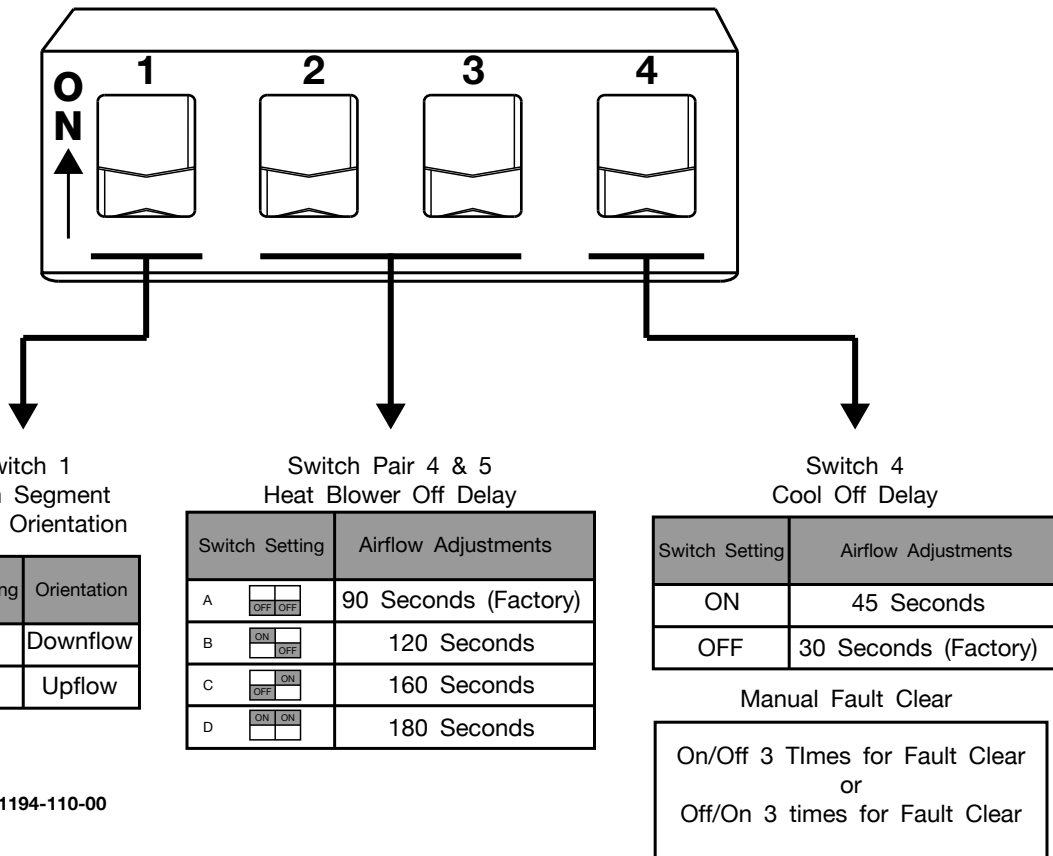 ON
1 2 3 4
1
Segment
Orientation
Orientation
Downflow
Upflow
Switch Pair 4 & 5
Heat Blower Off Delay
Switch Setting Airflow Adjustments
A OFF OFF 90 Seconds (Factory)
B ON OFF 120 Seconds
C OFF ON 160 Seconds
D ON ON 180 Seconds
Switch 4
Cool Off Delay
Switch Setting Airflow Adjustments
ON 45 Seconds
OFF 30 Seconds (Factory)
Manual Fault Clear
On/Off 3 TImes for Fault Clear
or
Off/On 3 times for Fault Clear
1194-110-00